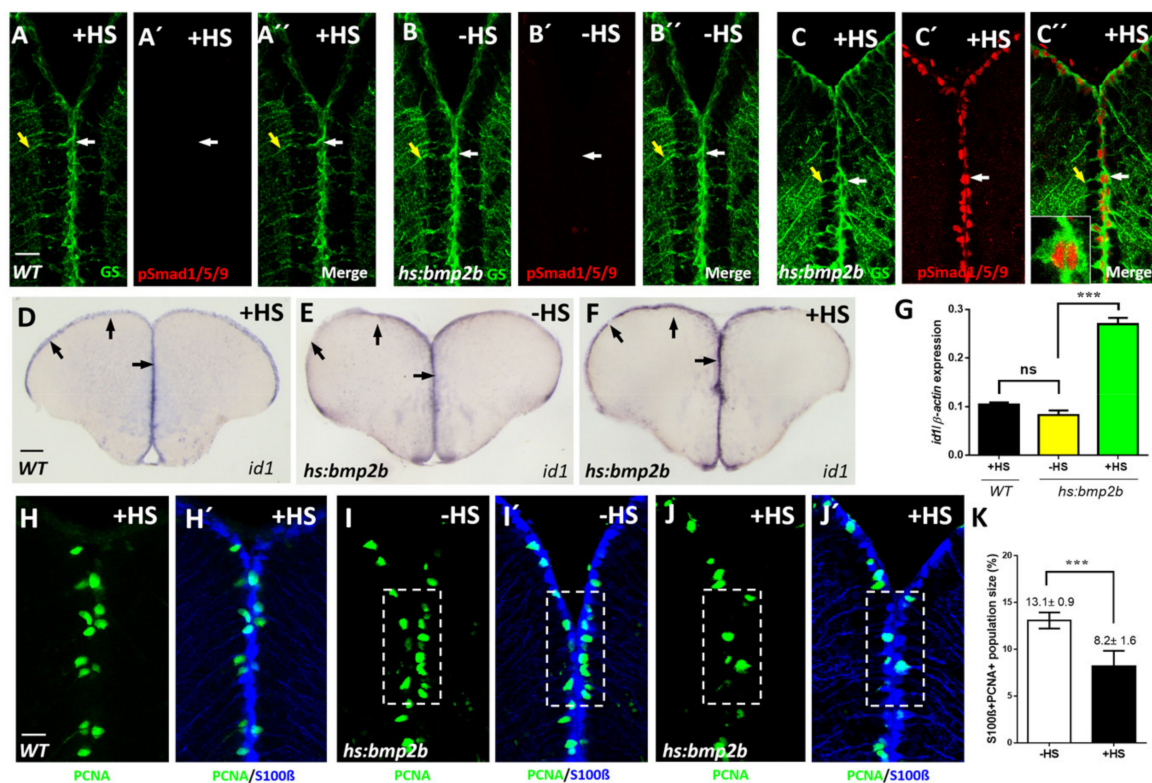 A +HS
A´ +HS
A´´ +HS
B -HS
B´ -HS
B´´ -HS
C +HS
C´ +HS
C´´ +HS
WT GS
pSmad1/5/9
Merge
hs:bmp2b GS
pSmad1/5/9
Merge
hs:bmp2b GS
pSmad1/5/9
Merge
D +HS
WT id1
E -HS
hs:bmp2b id1
F +HS
hs:bmp2b id1
G
id1/β-actin expression
0.3
0.2
0.1
0.0
ns
***
+HS -HS +HS
WT hs:bmp2b
H +HS
H´ +HS
I -HS
I´ -HS
J +HS
J´ +HS
WT
hs:bmp2b
hs:bmp2b
PCNA
PCNA/S100ß
PCNA
PCNA/S100ß
PCNA
PCNA/S100ß
K
S100ß+PCNA+ population size (%)
20
15
10
5
0
***
13.1± 0.9
8.2± 1.6
-HS +HS